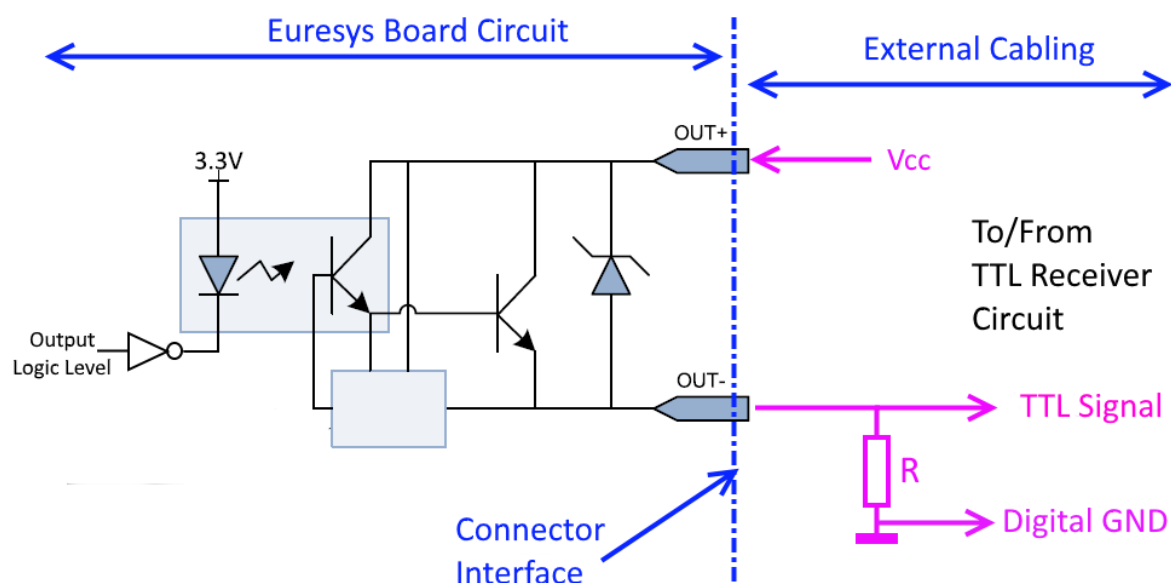 Euresys Board Circuit
External Cabling
OUT+
3.3V
Vcc
To/From
TTL Receiver
Circuit
Output
Logic Level
OUT-
TTL Signal
R
Digital GND
Connector
Interface